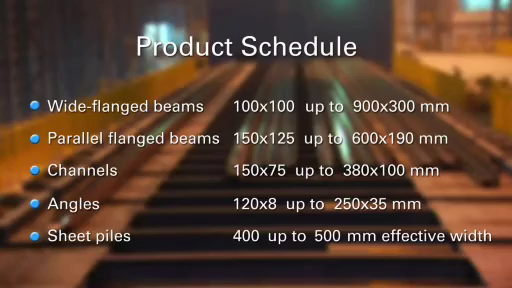 Product Schedule
Wide-flanged beams 100x100 up to 900x300 mm
Parallel flanged beams 150x125 up to 600x190 mm
Channels 150x75 up to 380x100 mm
Angles 120x8 up to 250x35 mm
Sheet piles 400 up to 500 mm effective width